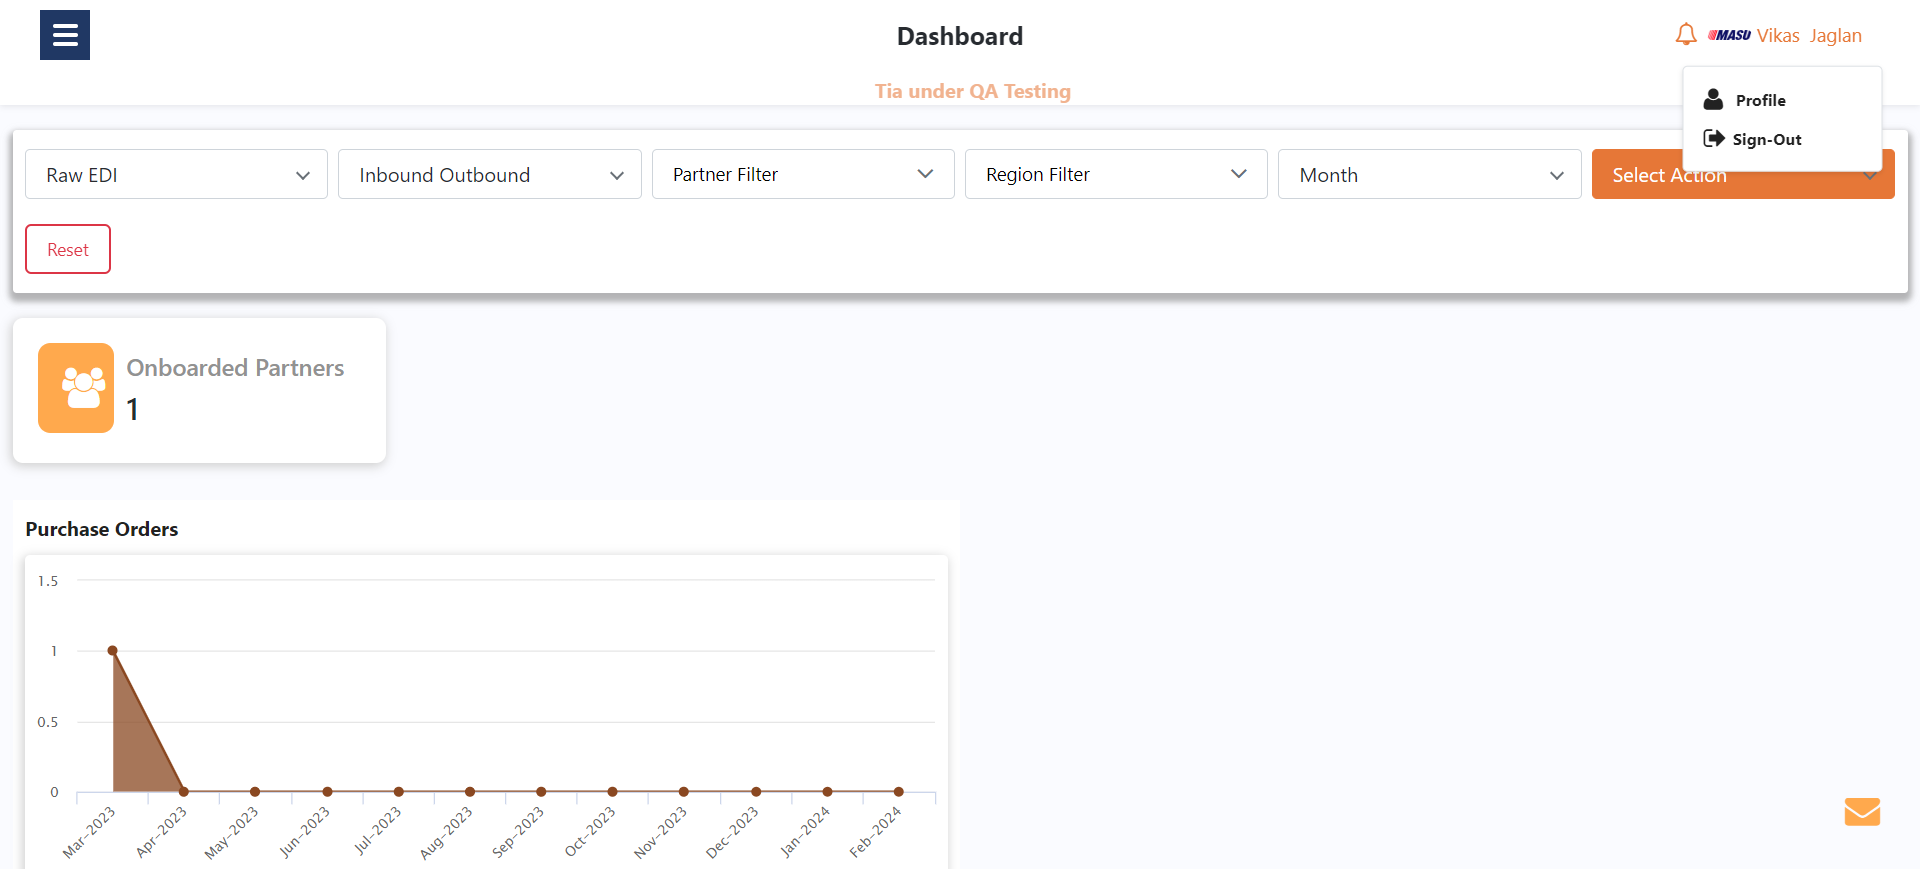 Dashboard
MASU Vikas Jaglan
Tia under QA Testing
Profile
Sign-Out
Raw EDI
Inbound Outbound
Partner Filter
Region Filter
Month
Select Action
Reset
Onboarded Partners
1
Purchase Orders
1.5
1
0.5
0
Mar-2023
Apr-2023
May-2023
Jun-2023
Jul-2023
Aug-2023
Sep-2023
Oct-2023
Nov-2023
Dec-2023
Jan-2024
Feb-2024